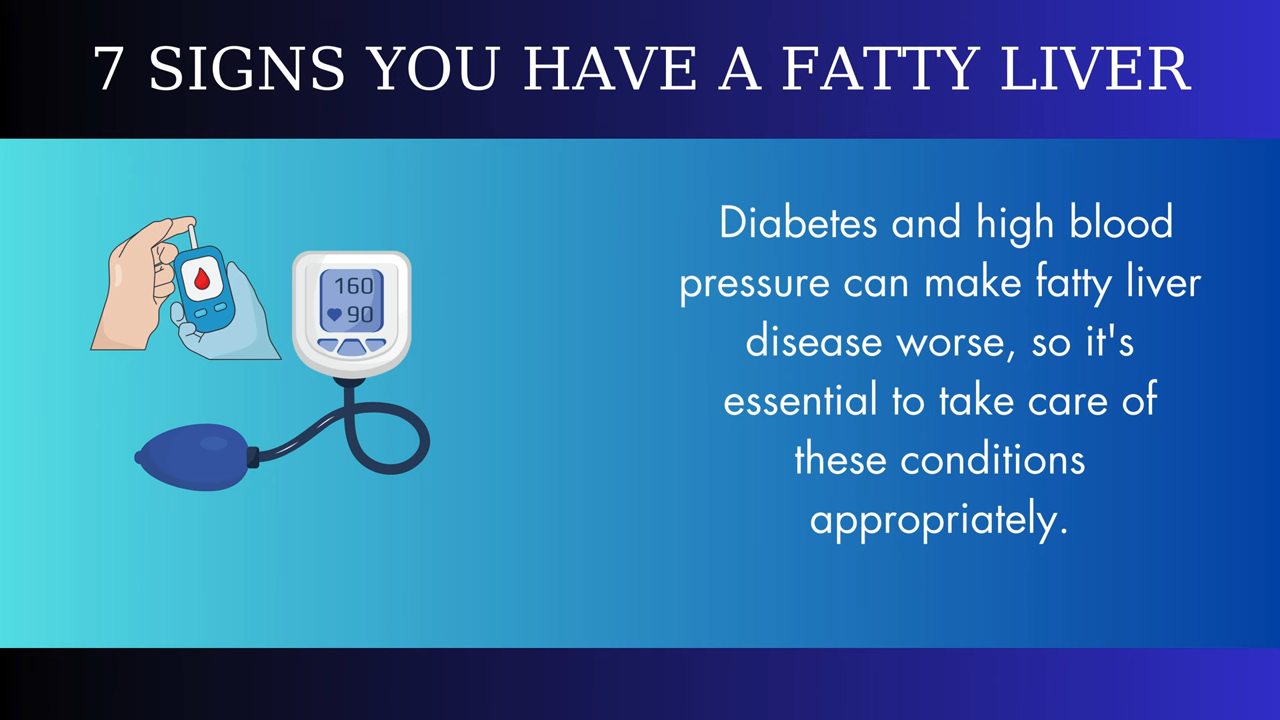 7 SIGNS YOU HAVE A FATTY LIVER
160
90
Diabetes and high blood
pressure can make fatty liver
disease worse, so it's
essential to take care of
these conditions
appropriately.